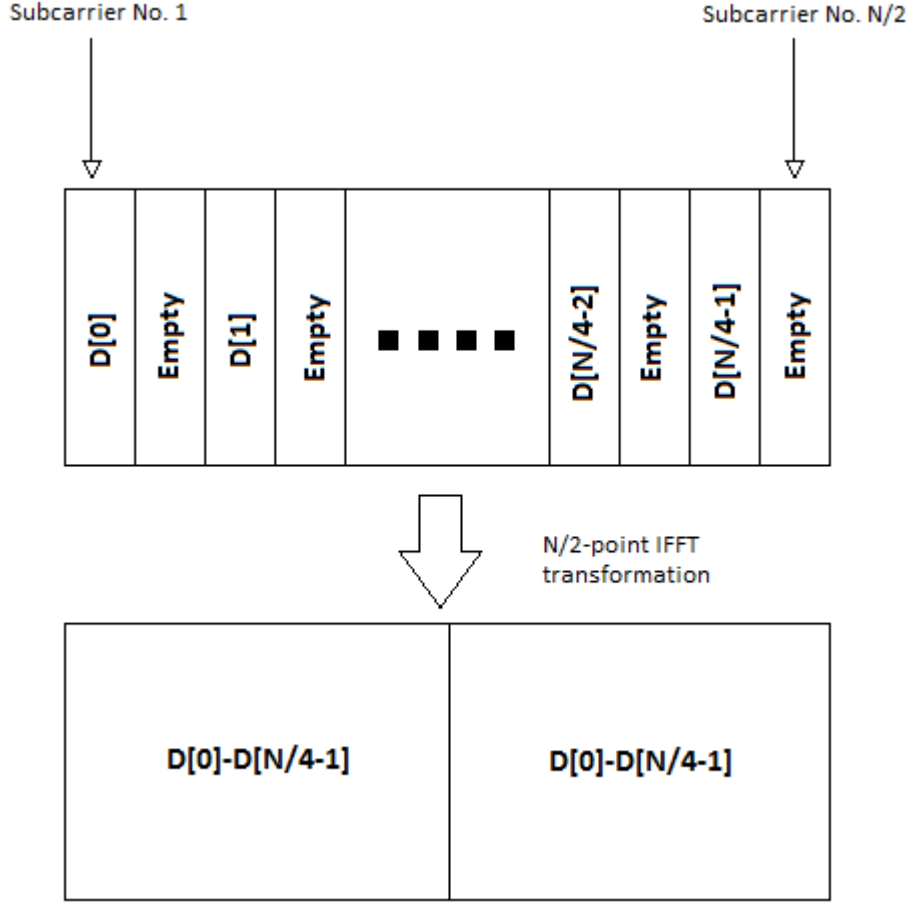 Subcarrier No. 1
Subcarrier No. N/2
D[0]
Empty
D[1]
Empty
D[N/4-2]
Empty
D[N/4-1]
Empty
N/2-point IFFT
transformation
D[0]-D[N/4-1]
D[0]-D[N/4-1]